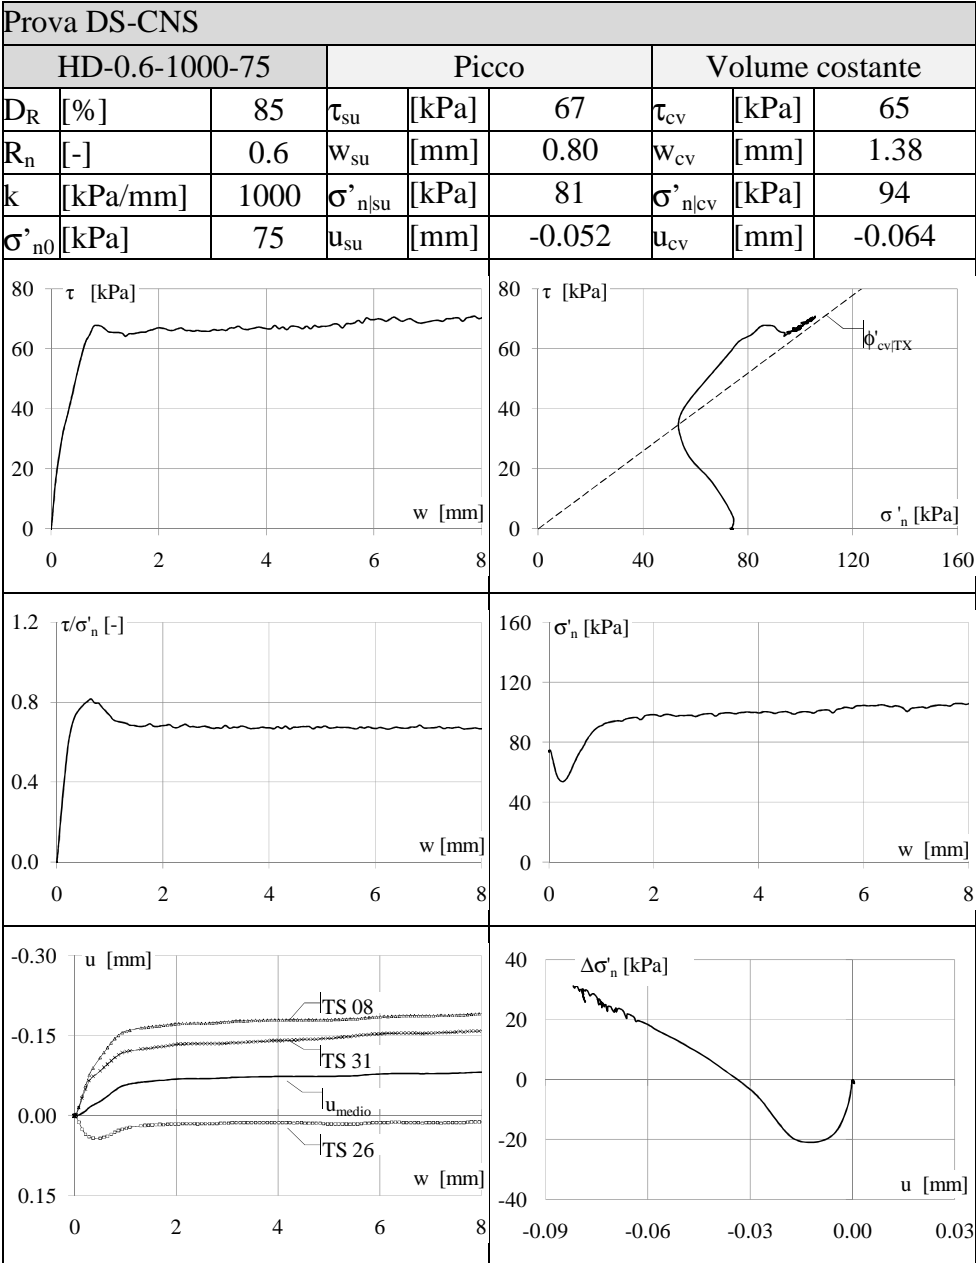 Prova DS-CNS
HD-0.6-1000-75 Picco Volume costante
D_R [%] 85 τ_su [kPa] 67 τ_cv [kPa] 65
R_n [-] 0.6 w_su [mm] 0.80 w_cv [mm] 1.38
k [kPa/mm] 1000 σ’_n|su [kPa] 81 σ’_n|cv [kPa] 94
σ’_n0 [kPa] 75 u_su [mm] -0.052 u_cv [mm] -0.064
τ [kPa]
80
60
40
20
0
0 2 4 6 8
w [mm]
τ [kPa]
80
60
40
20
0
ϕ'_cv|TX
σ'_n [kPa]
0 40 80 120 160
τ/σ'_n [-]
1.2
0.8
0.4
0.0
w [mm]
0 2 4 6 8
σ'_n [kPa]
160
120
80
40
0
w [mm]
0 2 4 6 8
u [mm]
-0.30
-0.15
0.00
0.15
TS 08
TS 31
u_medio
TS 26
w [mm]
0 2 4 6 8
Δσ'_n [kPa]
40
20
0
-20
-40
u [mm]
-0.09 -0.06 -0.03 0.00 0.03